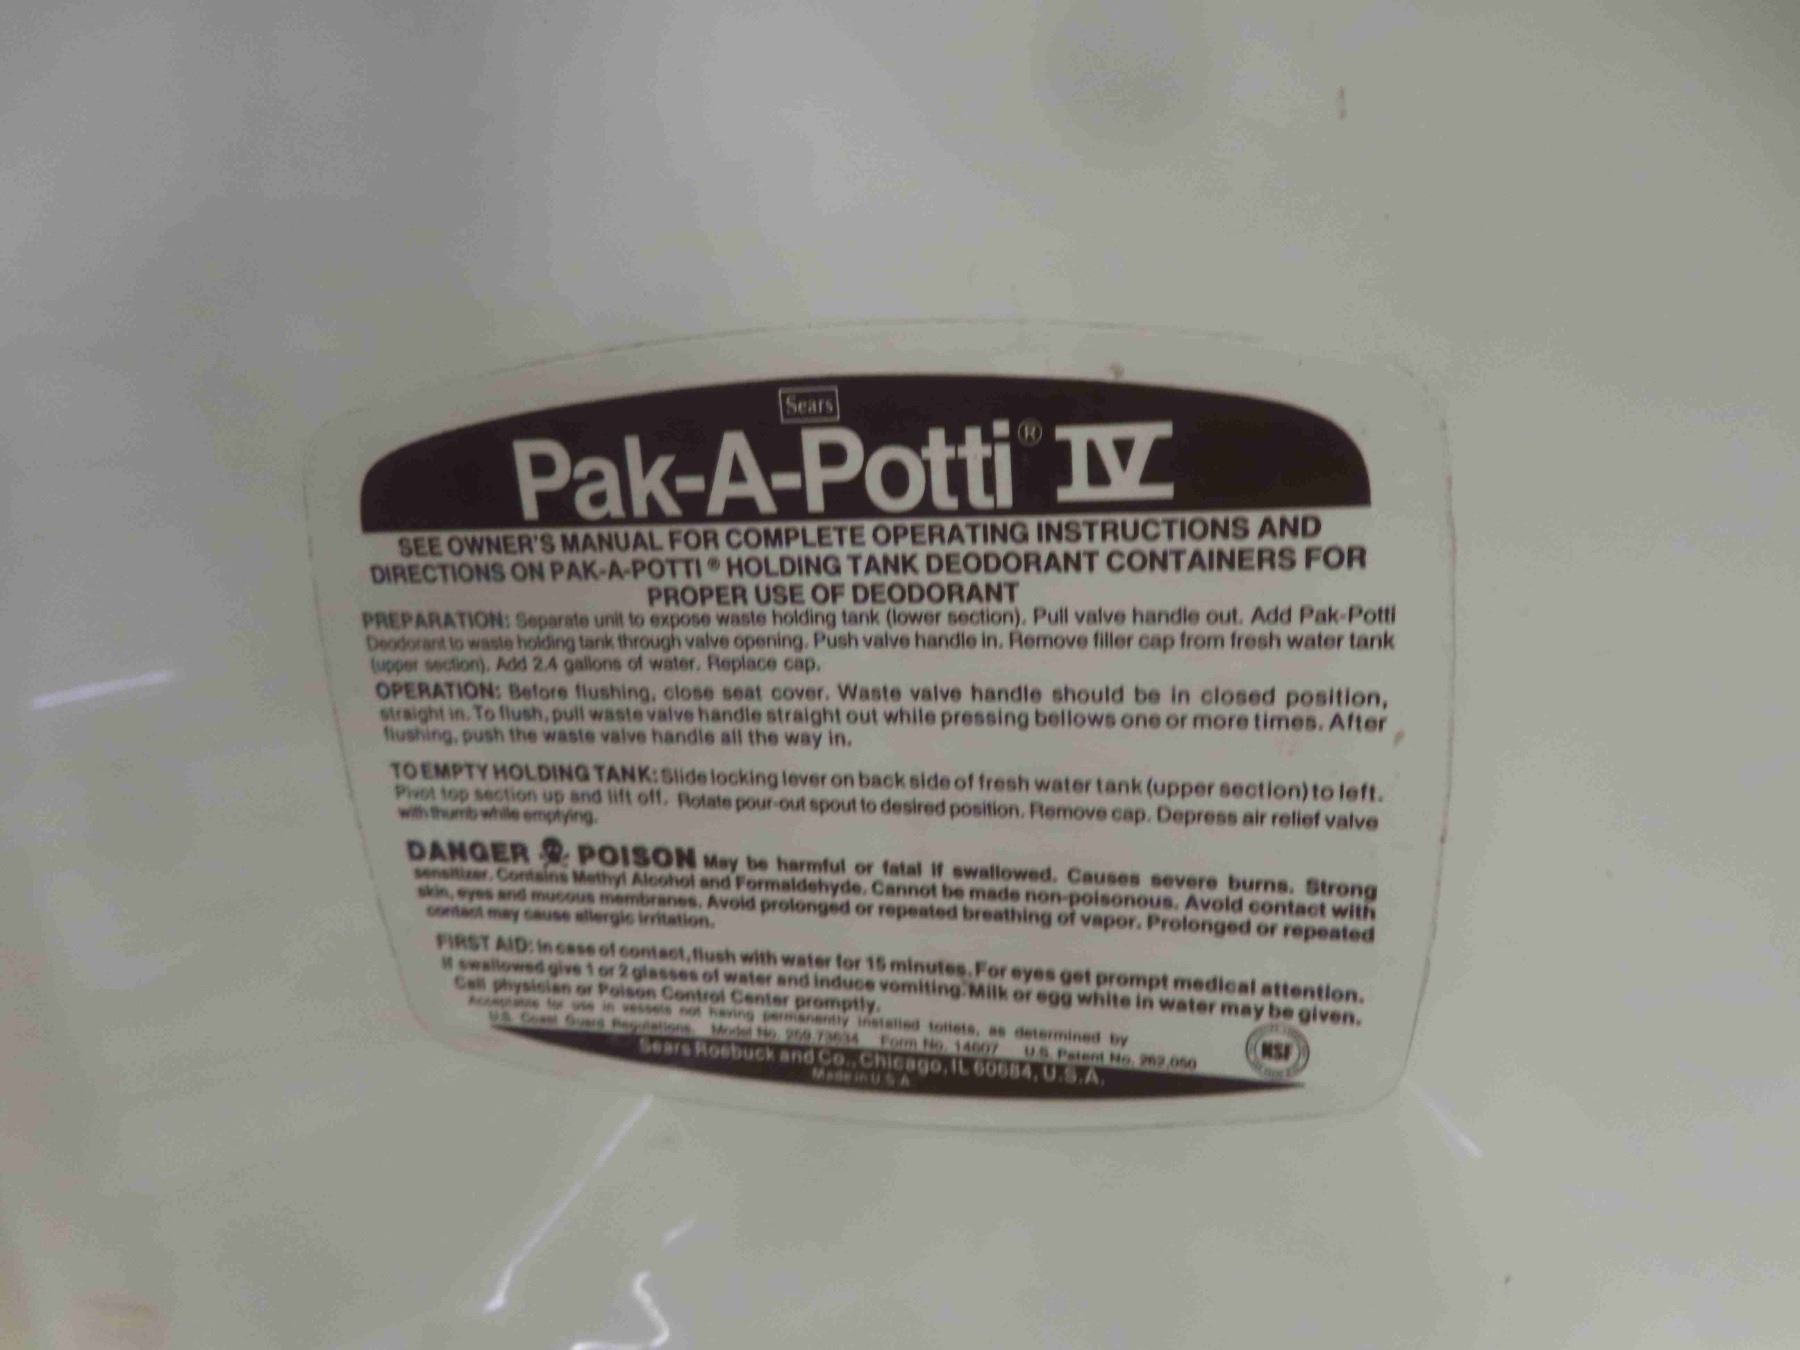 Sears
Pak-A-Potti® IV
SEE OWNER'S MANUAL FOR COMPLETE OPERATING INSTRUCTIONS AND
DIRECTIONS ON PAK-A-POTTI® HOLDING TANK DEODORANT CONTAINERS FOR
PROPER USE OF DEODORANT
PREPARATION: Separate unit to expose waste holding tank (lower section). Pull valve handle out. Add Pak-Potti
Deodorant to waste holding tank through valve opening. Push valve handle in. Remove filler cap from fresh water tank
(upper section). Add 2.4 gallons of water. Replace cap.
OPERATION: Before flushing, close seat cover. Waste valve handle should be in closed position,
straight in. To flush, pull waste valve handle straight out while pressing bellows one or more times. After
flushing, push the waste valve handle all the way in.
TO EMPTY HOLDING TANK: Slide locking lever on back side of fresh water tank (upper section) to left.
Pivot top section up and lift off. Rotate pour-out spout to desired position. Remove cap. Depress air relief valve
with thumb while emptying.
DANGER POISON May be harmful or fatal if swallowed. Causes severe burns. Strong
sensitizer. Contains Methyl Alcohol and Formaldehyde. Cannot be made non-poisonous. Avoid contact with
skin, eyes and mucous membranes. Avoid prolonged or repeated breathing of vapor. Prolonged or repeated
contact may cause allergic irritation.
FIRST AID: In case of contact, flush with water for 15 minutes. For eyes get prompt medical attention.
If swallowed give 1 or 2 glasses of water and induce vomiting. Milk or egg white in water may be given.
Call physician or Poison Control Center promptly.
Acceptable for use in vessels not having permanently installed toilets, as determined by
U.S. Coast Guard Regulations. Model No. 269.73634 Form No. 14607 U.S. Patent No. 262,050
NSF
Sears Roebuck and Co., Chicago, IL 60684, U.S.A.
Made in U.S.A.